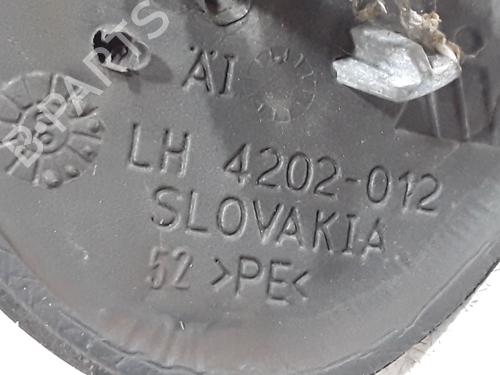 ÄI
LH 4202-012
SLOVAKIA
52 >PE<
B-PARTS